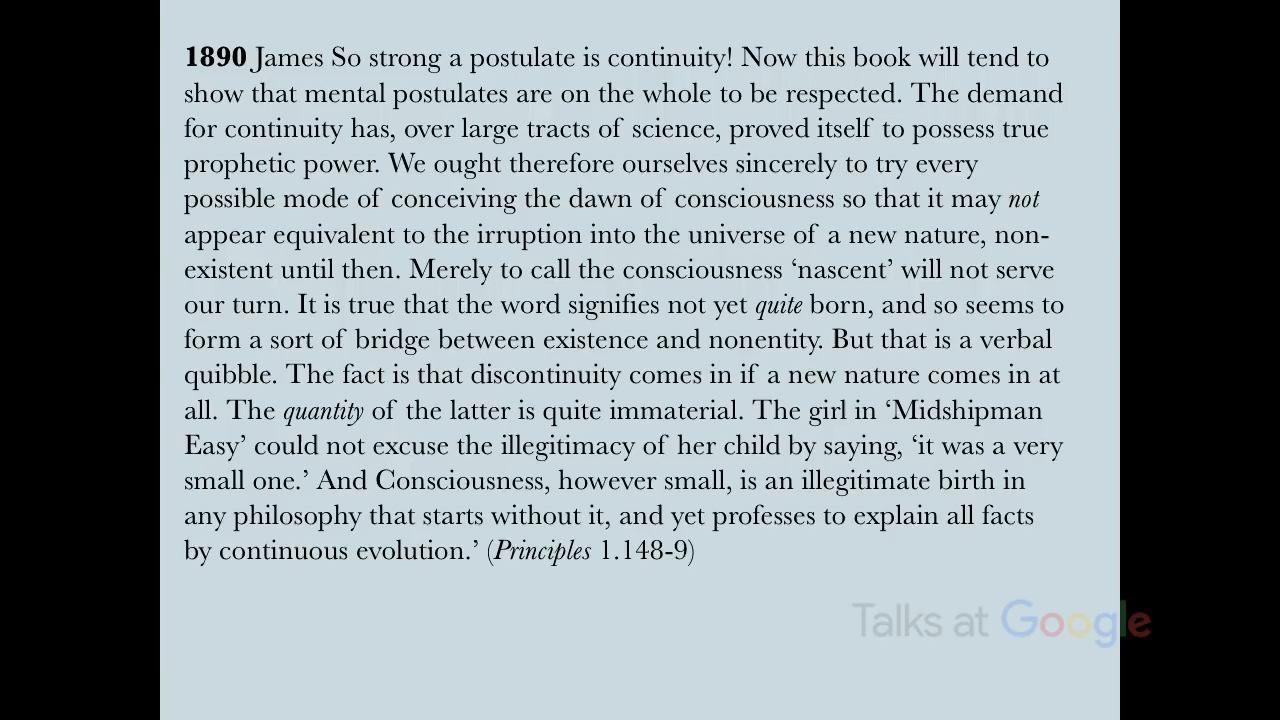 1890 James So strong a postulate is continuity! Now this book will tend to
show that mental postulates are on the whole to be respected. The demand
for continuity has, over large tracts of science, proved itself to possess true
prophetic power. We ought therefore ourselves sincerely to try every
possible mode of conceiving the dawn of consciousness so that it may not
appear equivalent to the irruption into the universe of a new nature, non-
existent until then. Merely to call the consciousness ‘nascent’ will not serve
our turn. It is true that the word signifies not yet quite born, and so seems to
form a sort of bridge between existence and nonentity. But that is a verbal
quibble. The fact is that discontinuity comes in if a new nature comes in at
all. The quantity of the latter is quite immaterial. The girl in ‘Midshipman
Easy’ could not excuse the illegitimacy of her child by saying, ‘it was a very
small one.’ And Consciousness, however small, is an illegitimate birth in
any philosophy that starts without it, and yet professes to explain all facts
by continuous evolution.’ (Principles 1.148-9)
Talks at Google